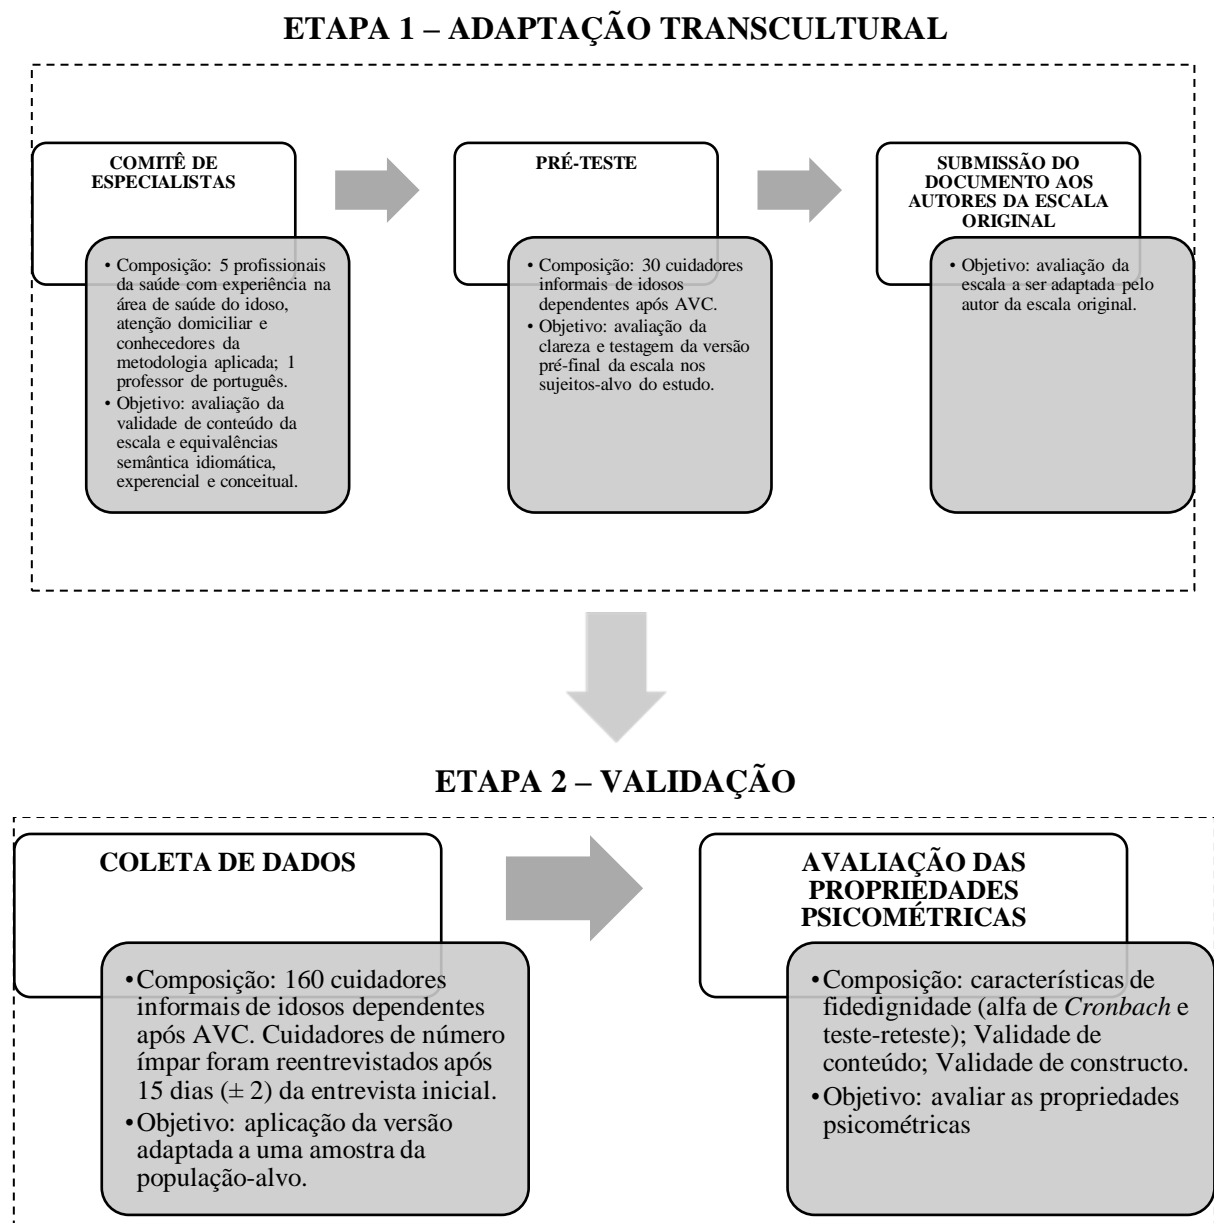 ETAPA 1 – ADAPTAÇÃO TRANSCULTURAL
COMITÊ DE
ESPECIALISTAS
• Composição: 5 profissionais
da saúde com experiência na
área de saúde do idoso,
atenção domiciliar e
conhecedores da
metodologia aplicada; 1
professor de português.
• Objetivo: avaliação da
validade de conteúdo da
escala e equivalências
semântica idiomática,
experencial e conceitual.
PRÉ-TESTE
• Composição: 30 cuidadores
informais de idosos
dependentes após AVC.
• Objetivo: avaliação da
clareza e testagem da versão
pré-final da escala nos
sujeitos-alvo do estudo.
SUBMISSÃO DO
DOCUMENTO AOS
AUTORES DA ESCALA
ORIGINAL
• Objetivo: avaliação da
escala a ser adaptada pelo
autor da escala original.
ETAPA 2 – VALIDAÇÃO
COLETA DE DADOS
• Composição: 160 cuidadores
informais de idosos dependentes
após AVC. Cuidadores de número
ímpar foram reentrevistados após
15 dias (± 2) da entrevista inicial.
• Objetivo: aplicação da versão
adaptada a uma amostra da
população-alvo.
AVALIAÇÃO DAS
PROPRIEDADES
PSICOMÉTRICAS
• Composição: características de
fidedignidade (alfa de Cronbach e
teste-reteste); Validade de
conteúdo; Validade de constructo.
• Objetivo: avaliar as propriedades
psicométricas